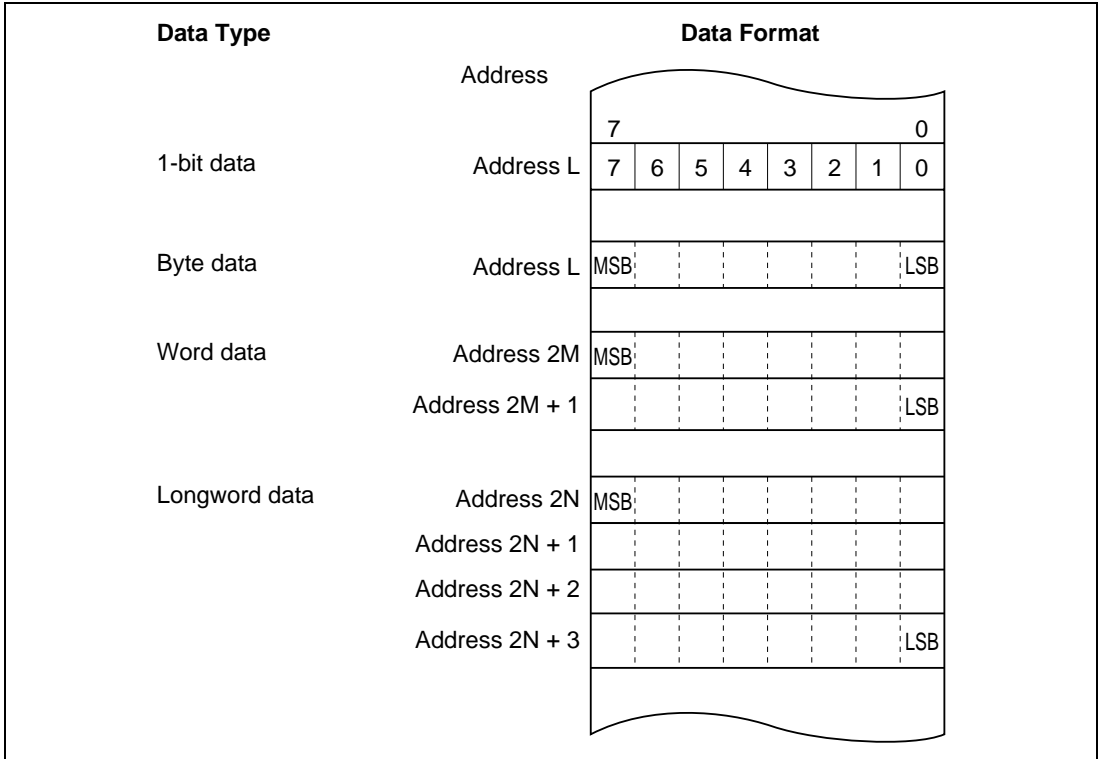 Data Type Data Format
Address
7 0
1-bit data Address L 7 6 5 4 3 2 1 0
Byte data Address L MSB LSB
Word data Address 2M MSB
Address 2M + 1 LSB
Longword data Address 2N MSB
Address 2N + 1
Address 2N + 2
Address 2N + 3 LSB